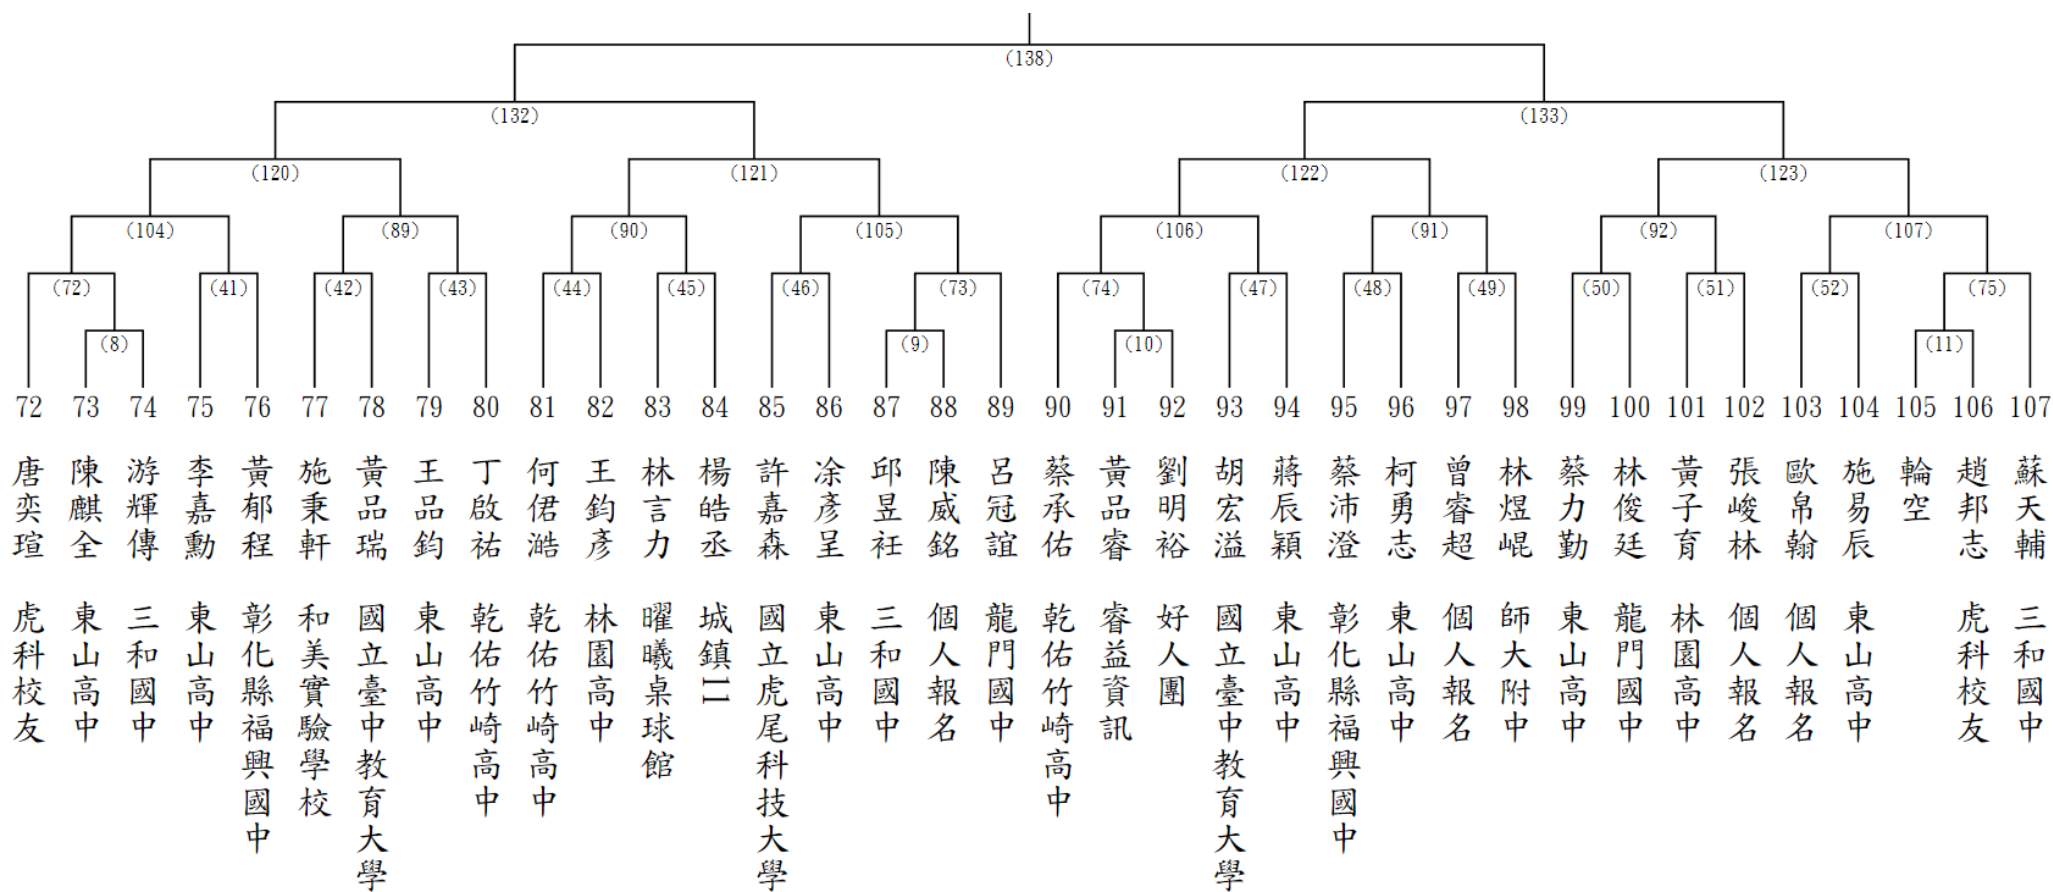 (138)
(132)
(133)
(120)
(121)
(122)
(123)
(104)
(89)
(90)
(105)
(106)
(91)
(92)
(107)
(72)
(41)
(42)
(43)
(44)
(45)
(46)
(73)
(74)
(47)
(48)
(49)
(50)
(51)
(52)
(75)
(8)
(9)
(10)
(11)
72 唐奕瑄 虎科校友
73 陳麒全 東山高中
74 游輝傳 三和國中
75 李嘉勳 東山高中
76 黃郁程 彰化縣福興國中
77 施秉軒 和美實驗學校
78 黃品瑞 國立臺中教育大學
79 王品鈞 東山高中
80 丁啟祐 乾佑竹崎高中
81 何侰澔 乾佑竹崎高中
82 王鈞彥 林園高中
83 林言力 曜曦桌球館
84 楊皓丞 城鎮11
85 許嘉森 國立虎尾科技大學
86 凃彥呈 東山高中
87 邱昱衽 三和國中
88 陳威銘 個人報名
89 呂冠誼 龍門國中
90 蔡承佑 乾佑竹崎高中
91 黃品睿 睿益資訊
92 劉明裕 好人團
93 胡宏溢 國立臺中教育大學
94 蔣辰穎 東山高中
95 蔡沛澄 彰化縣福興國中
96 柯勇志 東山高中
97 曾睿超 個人報名
98 林煜崐 師大附中
99 蔡力勤 東山高中
100 林俊廷 龍門國中
101 黃子育 林園高中
102 張峻林 個人報名
103 歐帛翰 個人報名
104 施易辰 東山高中
105 輪空
106 趙邦志 虎科校友
107 蘇天輔 三和國中